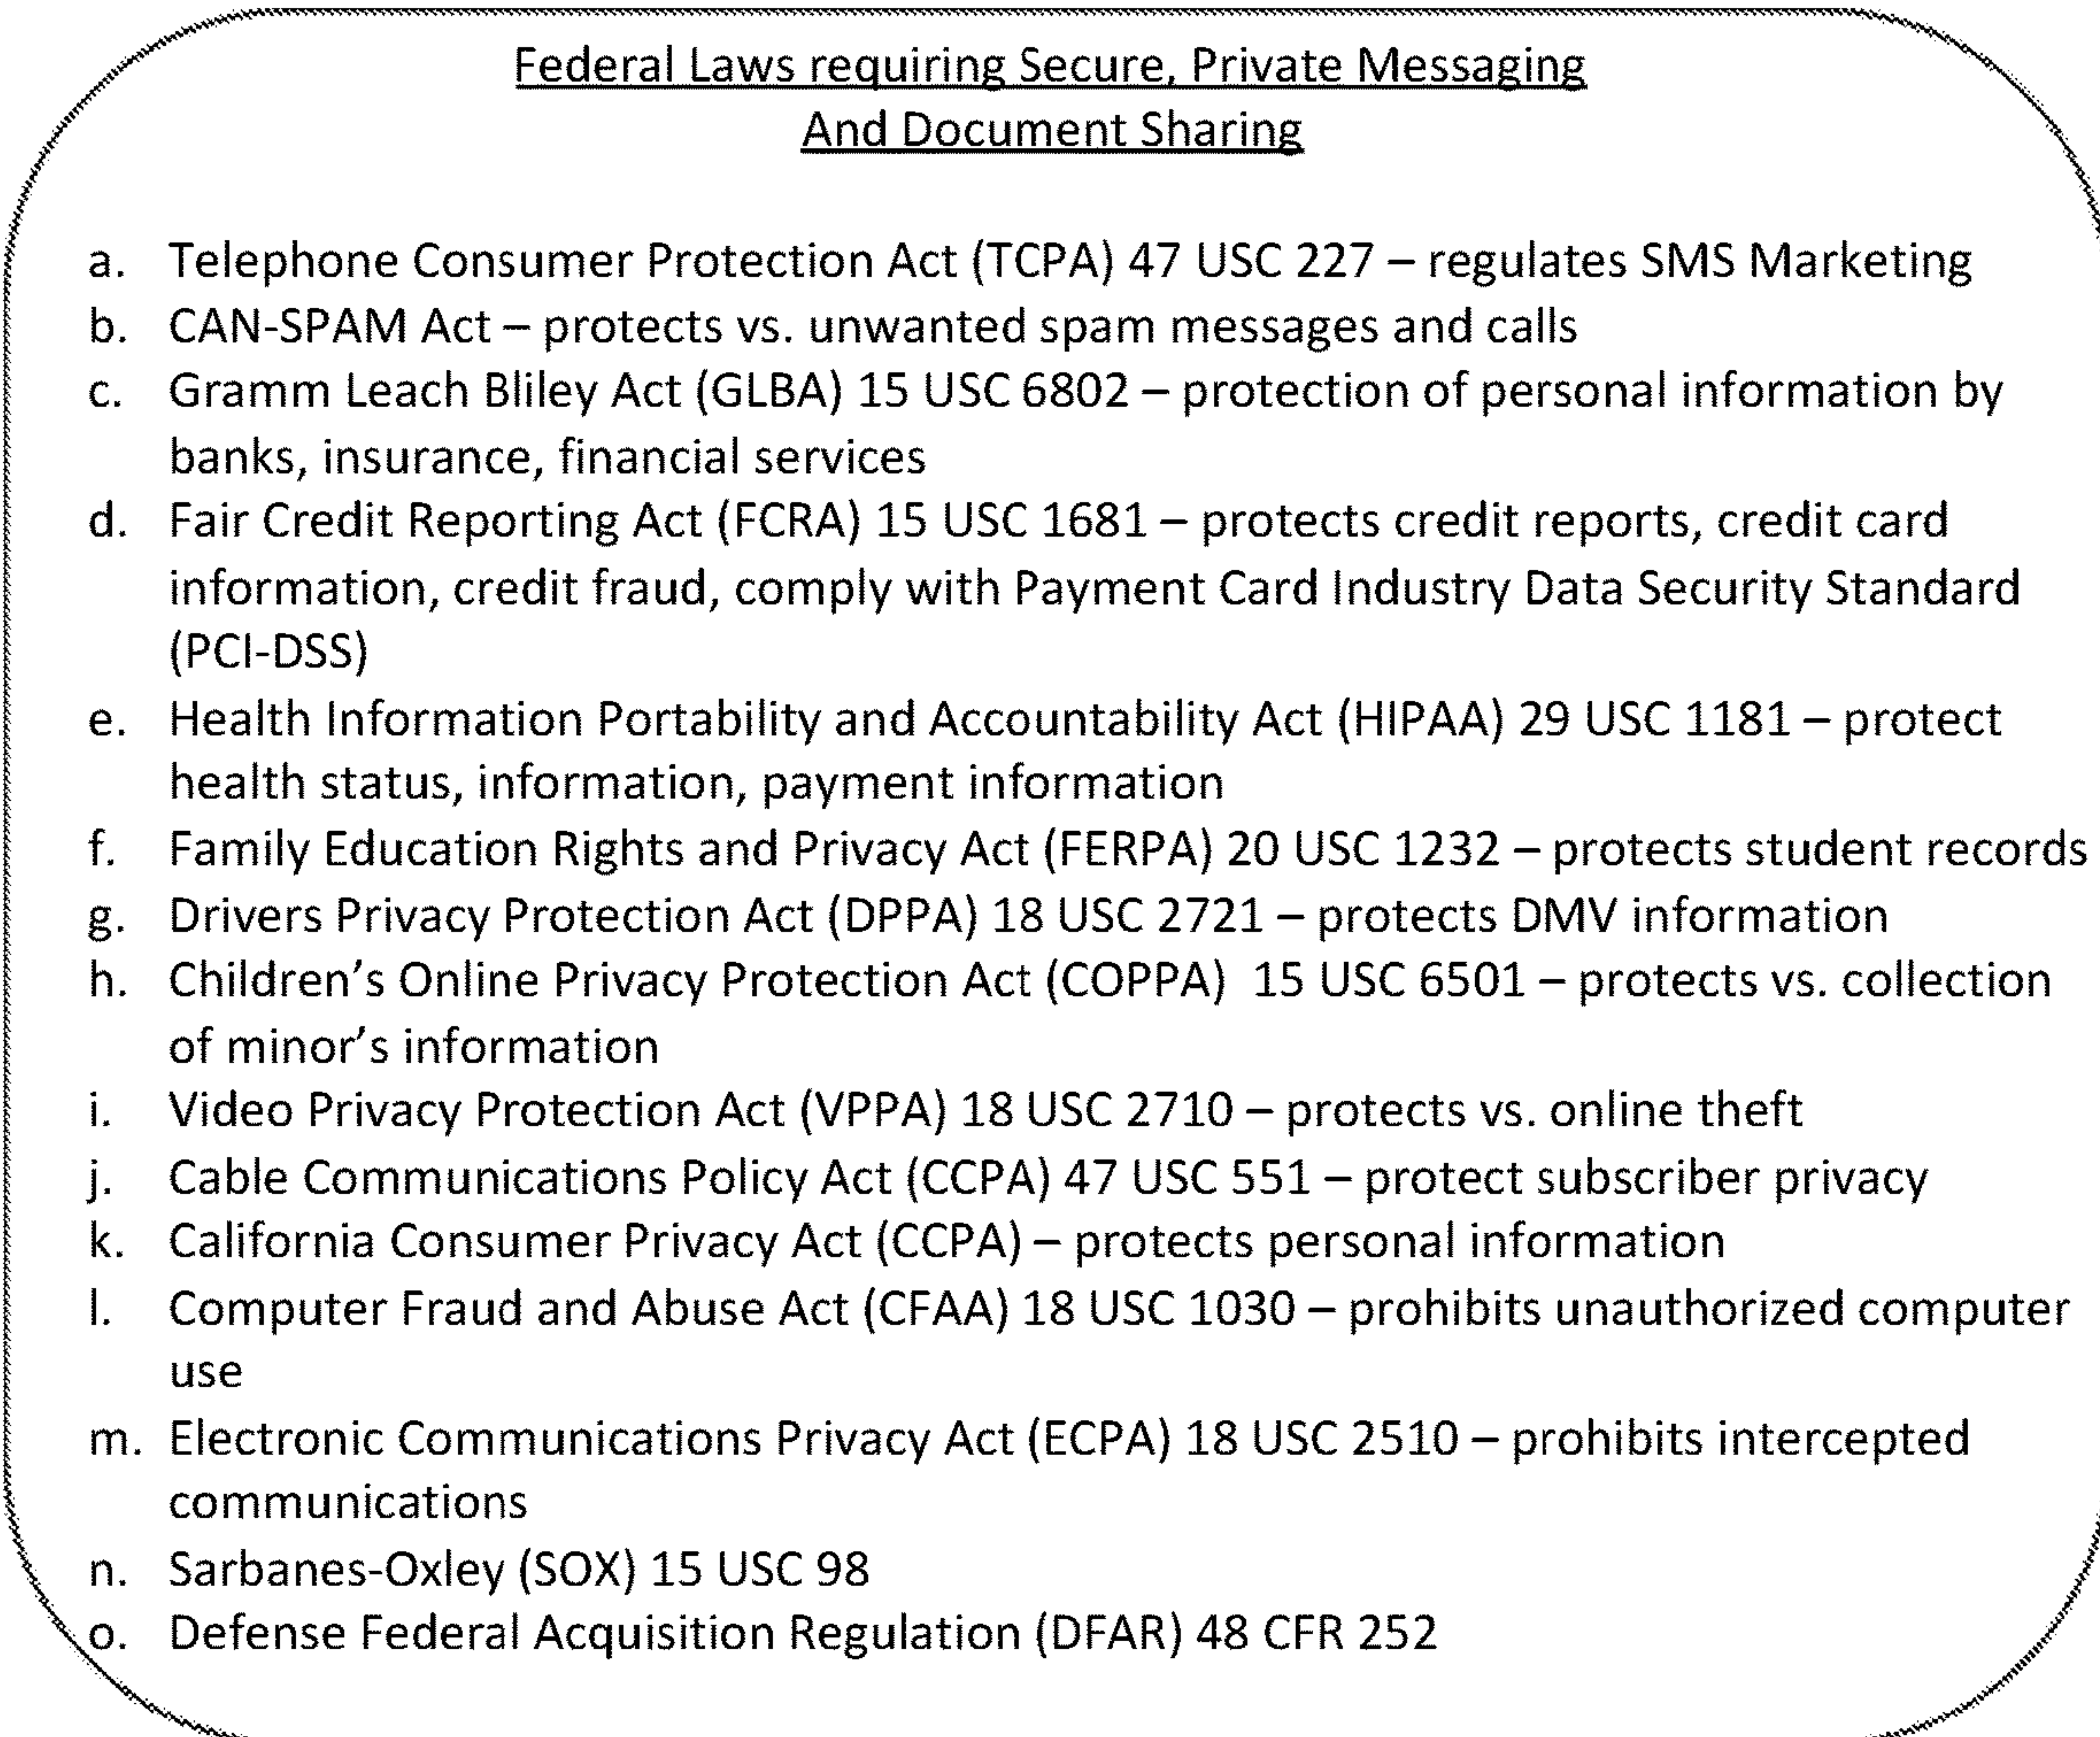 Federal Laws requiring Secure, Private Messaging
And Document Sharing
a. Telephone Consumer Protection Act (TCPA) 47 USC 227 – regulates SMS Marketing
b. CAN-SPAM Act – protects vs. unwanted spam messages and calls
c. Gramm Leach Bliley Act (GLBA) 15 USC 6802 – protection of personal information by
banks, insurance, financial services
d. Fair Credit Reporting Act (FCRA) 15 USC 1681 – protects credit reports, credit card
information, credit fraud, comply with Payment Card Industry Data Security Standard
(PCI-DSS)
e. Health Information Portability and Accountability Act (HIPAA) 29 USC 1181 – protect
health status, information, payment information
f. Family Education Rights and Privacy Act (FERPA) 20 USC 1232 – protects student records
g. Drivers Privacy Protection Act (DPPA) 18 USC 2721 – protects DMV information
h. Children’s Online Privacy Protection Act (COPPA)  15 USC 6501 – protects vs. collection
of minor’s information
i. Video Privacy Protection Act (VPPA) 18 USC 2710 – protects vs. online theft
j. Cable Communications Policy Act (CCPA) 47 USC 551 – protect subscriber privacy
k. California Consumer Privacy Act (CCPA) – protects personal information
l. Computer Fraud and Abuse Act (CFAA) 18 USC 1030 – prohibits unauthorized computer
use
m. Electronic Communications Privacy Act (ECPA) 18 USC 2510 – prohibits intercepted
communications
n. Sarbanes-Oxley (SOX) 15 USC 98
o. Defense Federal Acquisition Regulation (DFAR) 48 CFR 252